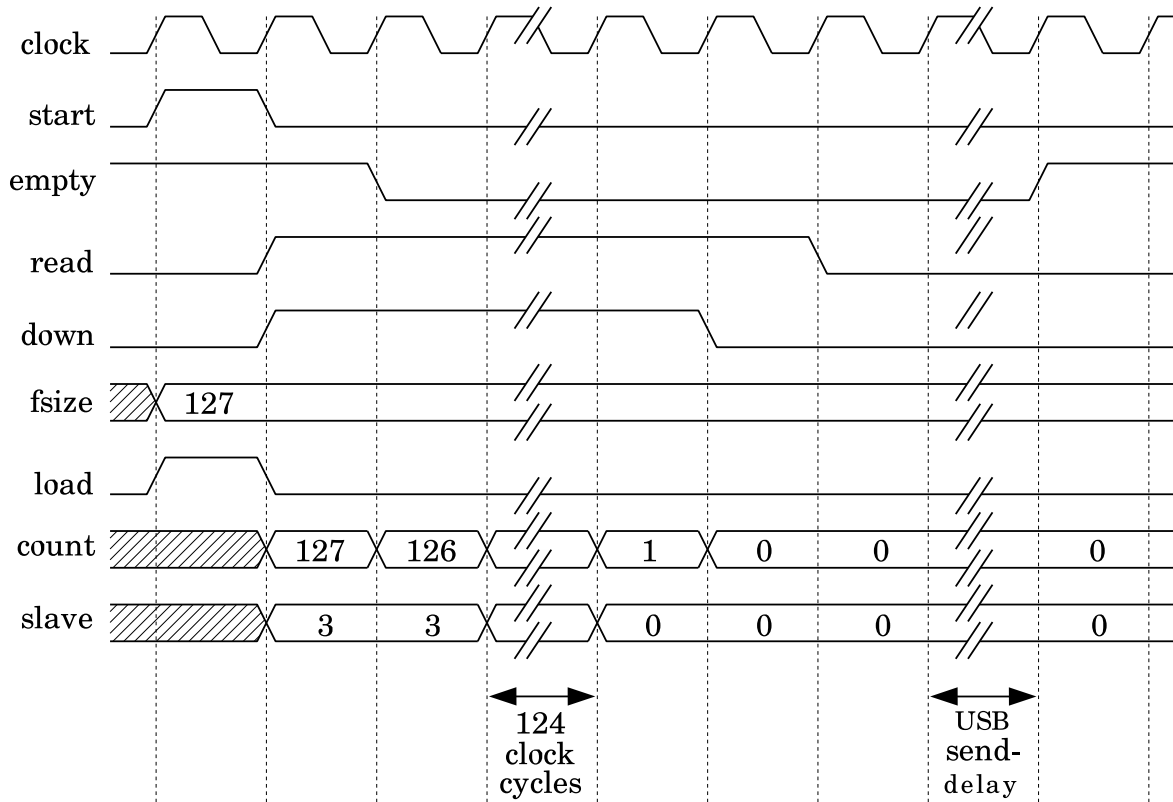 clock
start
empty
read
down
fsize 127
load
count 127 126 1 0 0 0
slave 3 3 0 0 0 0
124
clock
cycles
USB
send-
delay